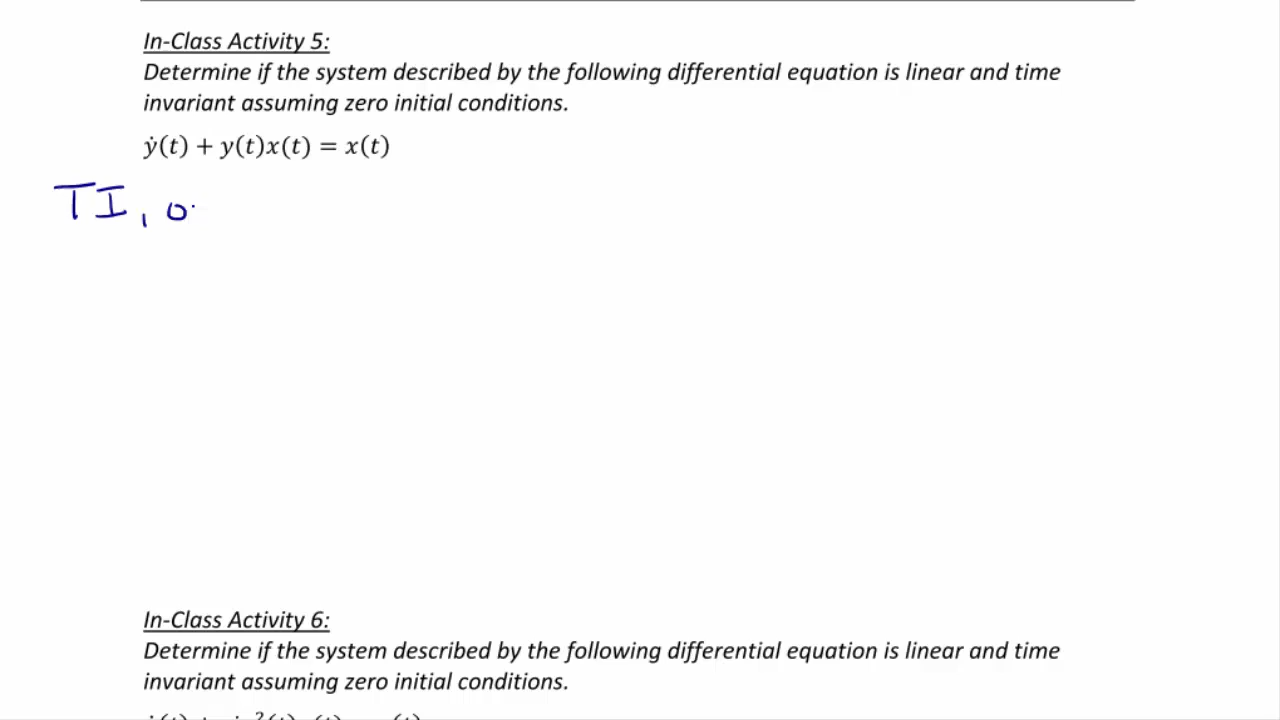 In-Class Activity 5:
Determine if the system described by the following differential equation is linear and time
invariant assuming zero initial conditions.
ẏ(t) + y(t)x(t) = x(t)
TI, o
In-Class Activity 6:
Determine if the system described by the following differential equation is linear and time
invariant assuming zero initial conditions.